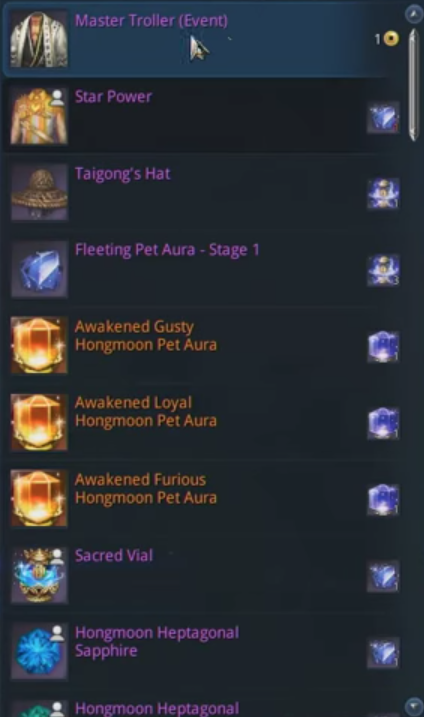 Master Troller (Event)
1
Star Power
Taigong's Hat
Fleeting Pet Aura - Stage 1
Awakened Gusty
Hongmoon Pet Aura
Awakened Loyal
Hongmoon Pet Aura
Awakened Furious
Hongmoon Pet Aura
Sacred Vial
Hongmoon Heptagonal
Sapphire
Hongmoon Heptagonal